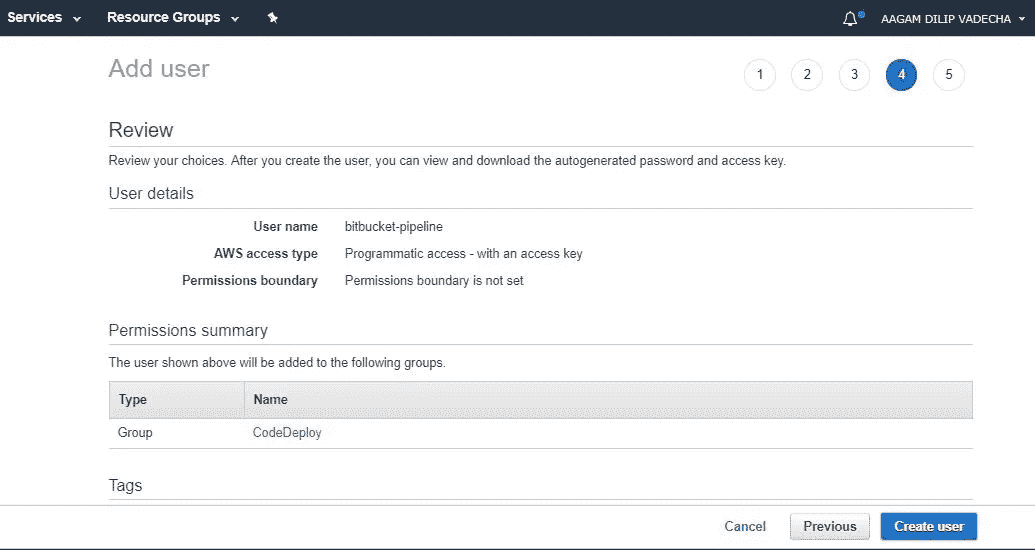 Services Resource Groups AAGAM DILIP VADECHA
Add user 1 2 3 4 5
Review
Review your choices. After you create the user, you can view and download the autogenerated password and access key.
User details
User name bitbucket-pipeline
AWS access type Programmatic access - with an access key
Permissions boundary Permissions boundary is not set
Permissions summary
The user shown above will be added to the following groups.
Type Name
Group CodeDeploy
Tags
Cancel Previous Create user